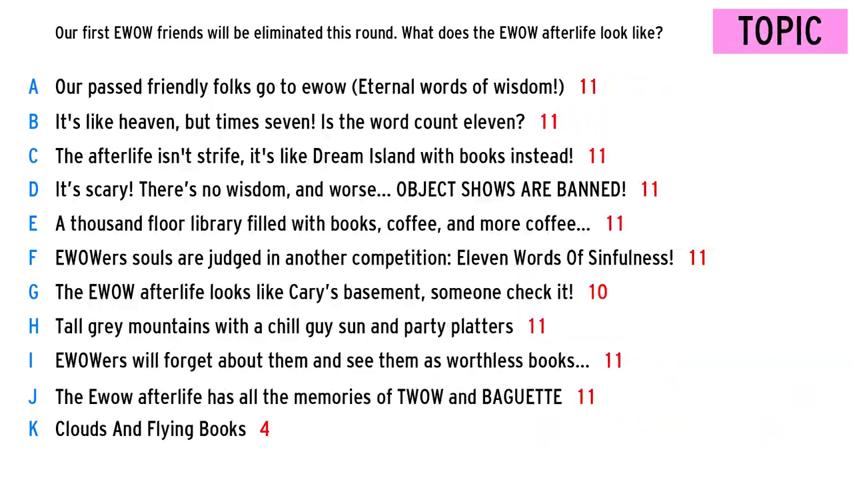 Our first EWOW friends will be eliminated this round. What does the EWOW afterlife look like?
TOPIC
A Our passed friendly folks go to ewow (Eternal words of wisdom!) 11
B It's like heaven, but times seven! Is the word count eleven? 11
C The afterlife isn't strife, it's like Dream Island with books instead! 11
D It’s scary! There’s no wisdom, and worse... OBJECT SHOWS ARE BANNED! 11
E A thousand floor library filled with books, coffee, and more coffee... 11
F EWOWers souls are judged in another competition: Eleven Words Of Sinfulness! 11
G The EWOW afterlife looks like Cary’s basement, someone check it! 10
H Tall grey mountains with a chill guy sun and party platters 11
I EWOWers will forget about them and see them as worthless books... 11
J The Ewow afterlife has all the memories of TWOW and BAGUETTE 11
K Clouds And Flying Books 4